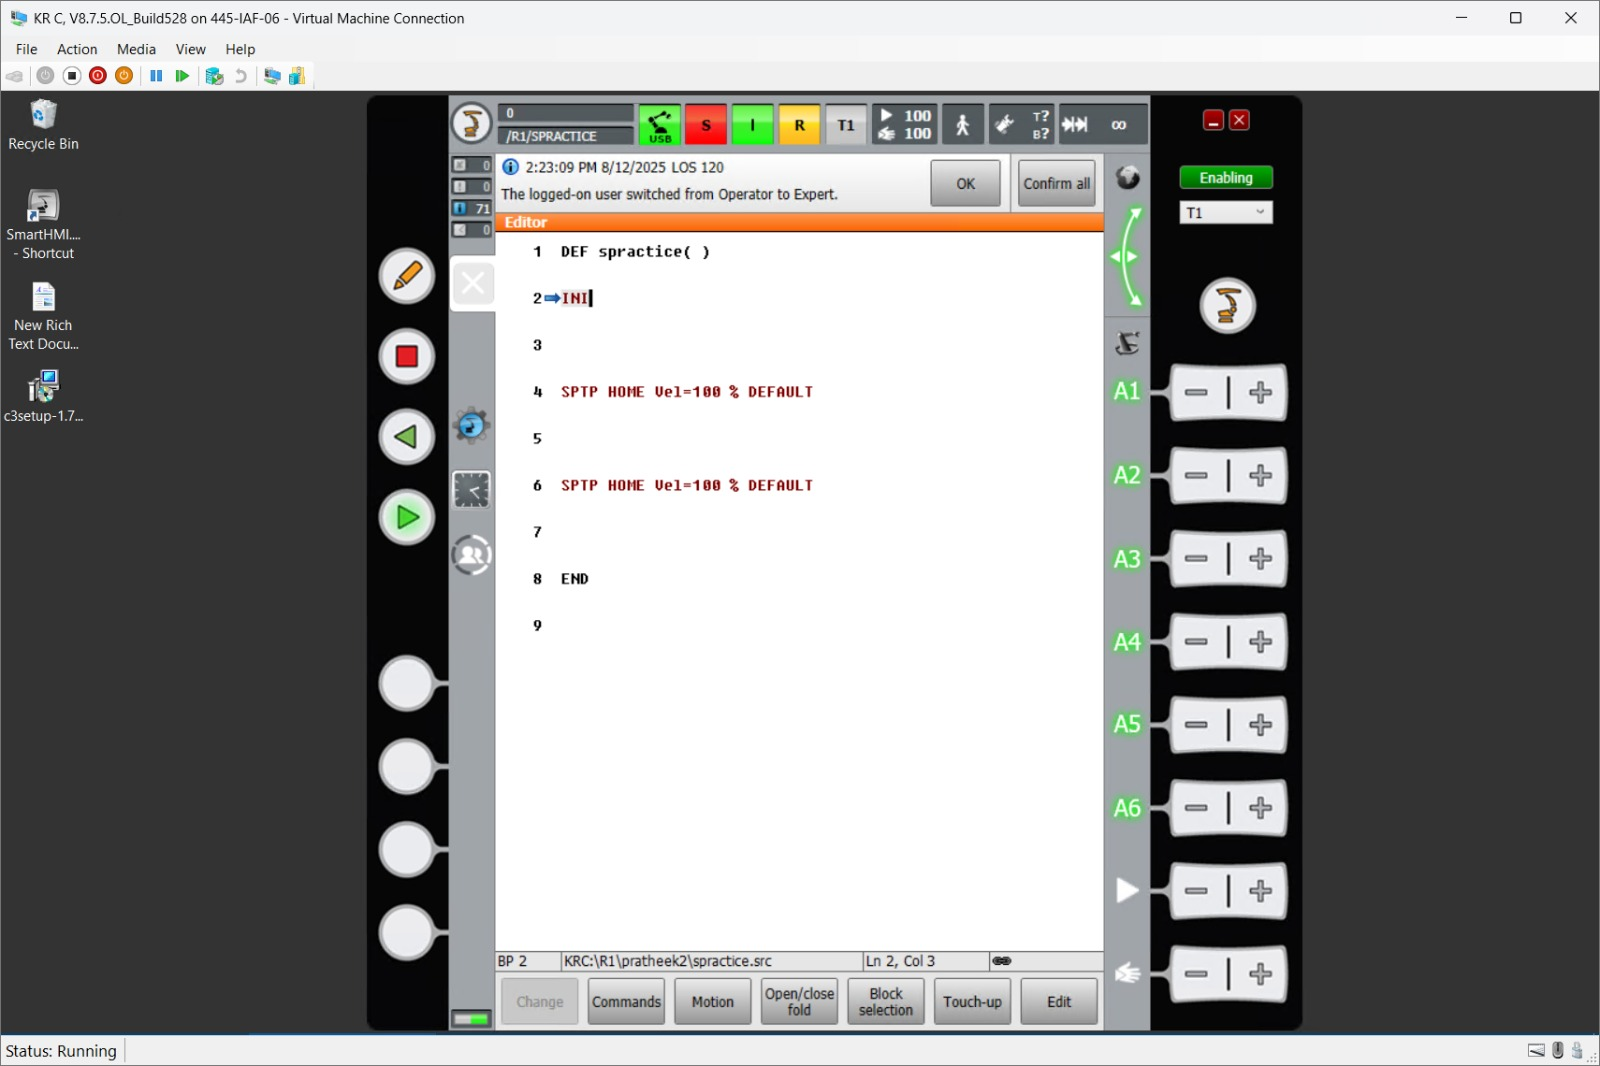 KR C, V8.7.5.OL_Build528 on 445-IAF-06 - Virtual Machine Connection
File Action Media View Help
Recycle Bin
SmartHMI....
- Shortcut
New Rich
Text Docu...
c3setup-1.7...
0
/R1/SPRACTICE
USB
S
I
R
T1
100
100
T?
B?
∞
0
0
71
0
2:23:09 PM 8/12/2025 LOS 120
The logged-on user switched from Operator to Expert.
OK
Confirm all
Editor
1 DEF spractice( )
2 INI
3
4 SPTP HOME Vel=100 % DEFAULT
5
6 SPTP HOME Vel=100 % DEFAULT
7
8 END
9
BP 2
KRC:\R1\pratheek2\spractice.src
Ln 2, Col 3
Change
Commands
Motion
Open/close
fold
Block
selection
Touch-up
Edit
Enabling
T1
A1
A2
A3
A4
A5
A6
Status: Running